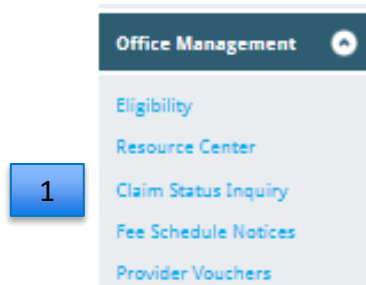 Office Management
Eligibility
Resource Center
1
Claim Status Inquiry
Fee Schedule Notices
Provider Vouchers